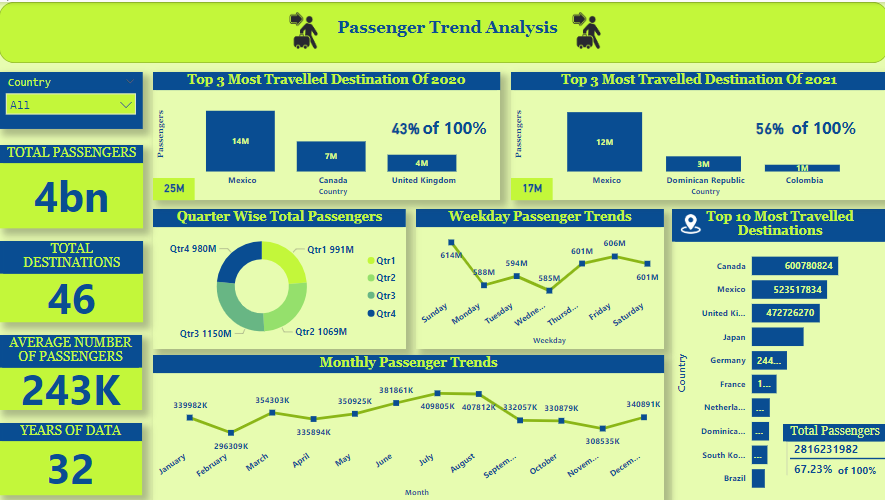 Passenger Trend Analysis
Country
All
TOTAL PASSENGERS
4bn
TOTAL
DESTINATIONS
46
AVERAGE NUMBER
OF PASSENGERS
243K
YEARS OF DATA
32
Top 3 Most Travelled Destination Of 2020
Passengers
14M
7M
4M
43% of 100%
25M
Mexico
Canada
United Kingdom
Country
Top 3 Most Travelled Destination Of 2021
Passengers
12M
3M
1M
56% of 100%
17M
Mexico
Dominican Republic
Colombia
Country
Quarter Wise Total Passengers
Qtr4 980M
Qtr1 991M
Qtr3 1150M
Qtr2 1069M
Qtr1
Qtr2
Qtr3
Qtr4
Weekday Passenger Trends
614M
588M
594M
585M
601M
606M
601M
Sunday
Monday
Tuesday
Wedne...
Thursd...
Friday
Saturday
Weekday
Monthly Passenger Trends
339982K
296309K
354303K
335894K
350925K
381861K
409805K
407812K
332057K
330879K
308535K
340891K
January
February
March
April
May
June
July
August
Septem...
October
Novem...
Decem...
Month
Top 10 Most Travelled
Destinations
Country
Canada 600780824
Mexico 523517834
United Ki... 472726270
Japan
Germany 244...
France 1...
Netherla... ...
Dominica... ...
South Ko... ...
Brazil
Total Passengers
2816231982
67.23% of 100%